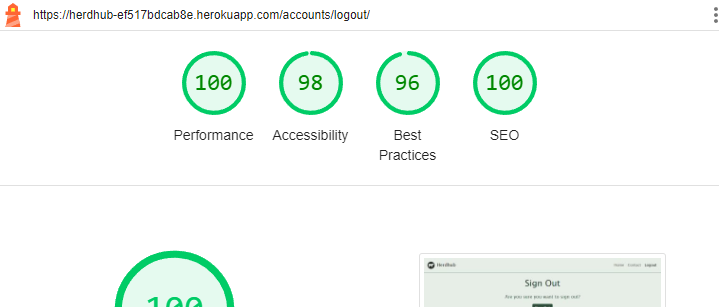 https://herdhub-ef517bdcab8e.herokuapp.com/accounts/logout/
100 98 96 100
Performance Accessibility Best Practices SEO
100
Herdhub Home Contact Logout
Sign Out
Are you sure you want to sign out?